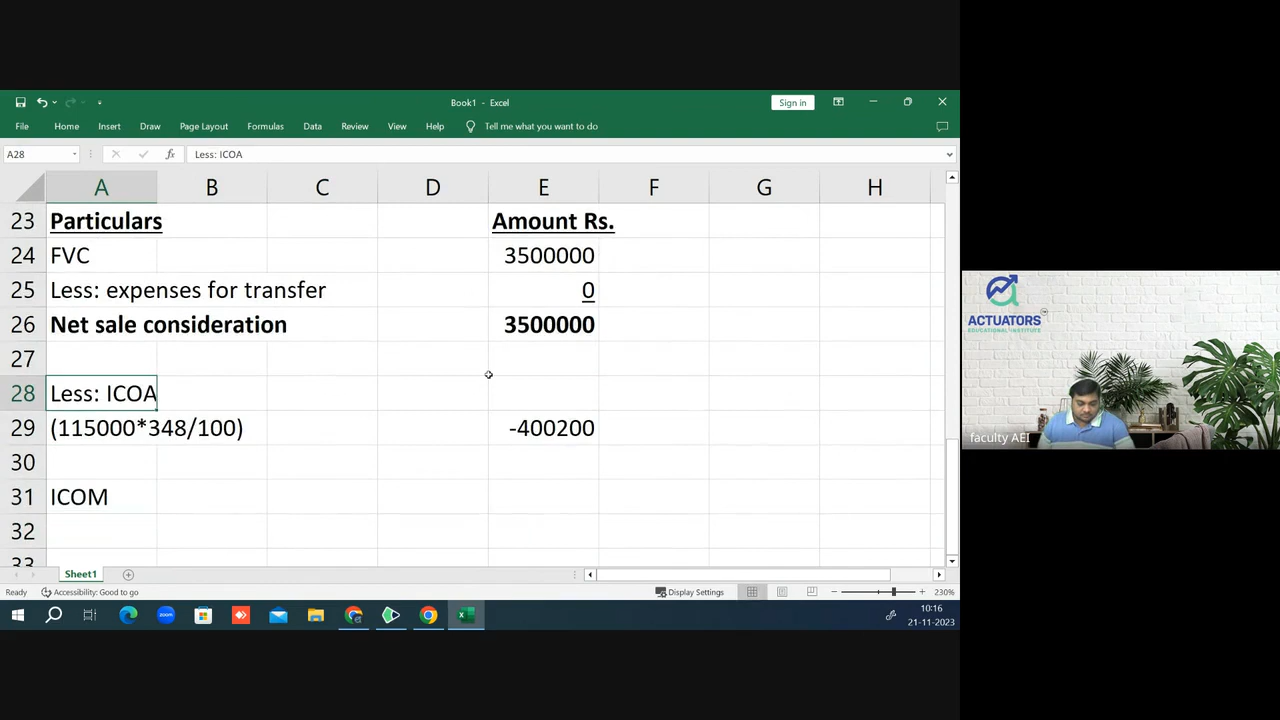 Book1 - Excel
Sign in
File Home Insert Draw Page Layout Formulas Data Review View Help Tell me what you want to do
A28 fx Less: ICOA
A B C D E F G H
23 Particulars Amount Rs.
24 FVC 3500000
25 Less: expenses for transfer 0
26 Net sale consideration 3500000
27
28 Less: ICOA
29 (115000*348/100) -400200
30
31 ICOM
32
33
Sheet1
Ready Accessibility: Good to go Display Settings 230%
zoom
10:16
21-11-2023
ACTUATORS
EDUCATIONAL INSTITUTE
faculty AEI